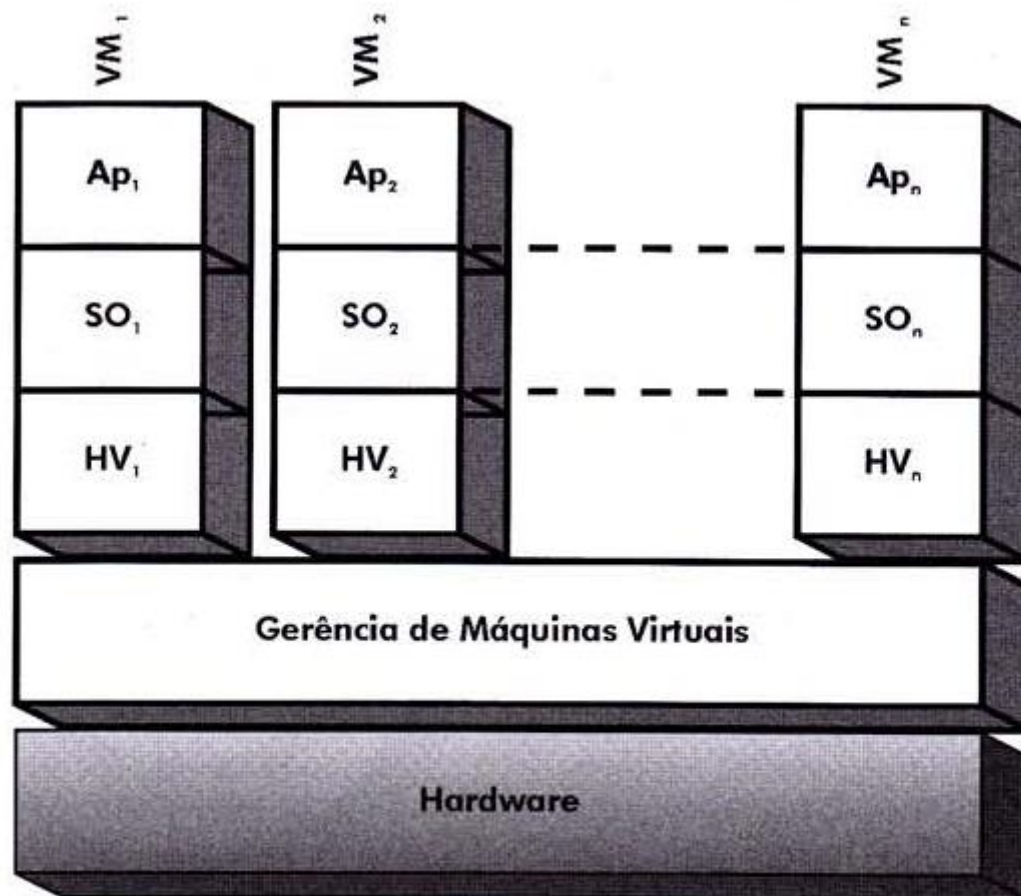 VM₁ VM₂ VMₙ
Ap₁ Ap₂ Apₙ
SO₁ SO₂ SOₙ
HV₁ HV₂ HVₙ
Gerência de Máquinas Virtuais
Hardware